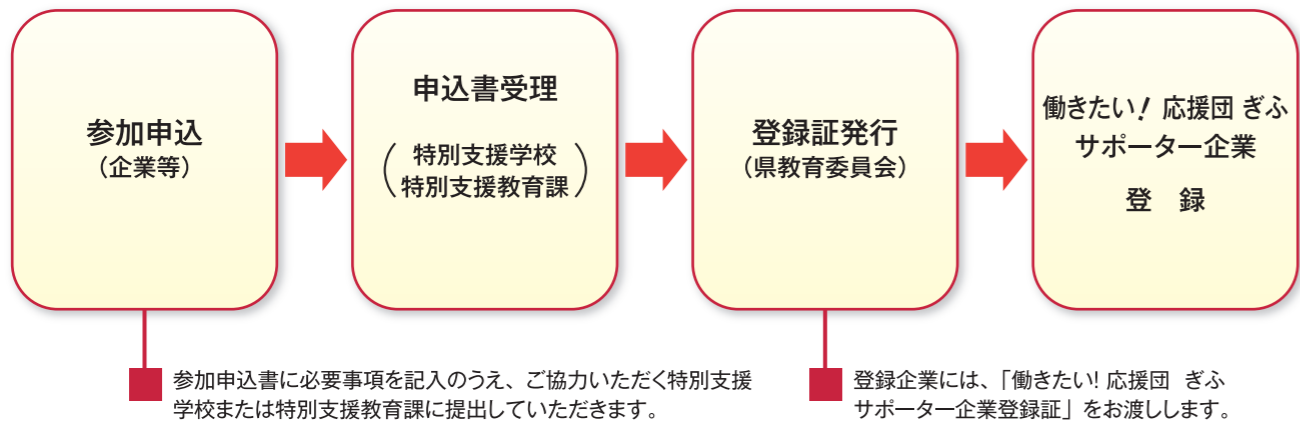 参加申込
（企業等）
申込書受理
（特別支援学校
特別支援教育課）
登録証発行
（県教育委員会）
働きたい！応援団 ぎふ
サポーター企業
登　録
参加申込書に必要事項を記入のうえ、ご協力いただく特別支援
学校または特別支援教育課に提出していただきます。
登録企業には、「働きたい！応援団　ぎふ
サポーター企業登録証」をお渡しします。